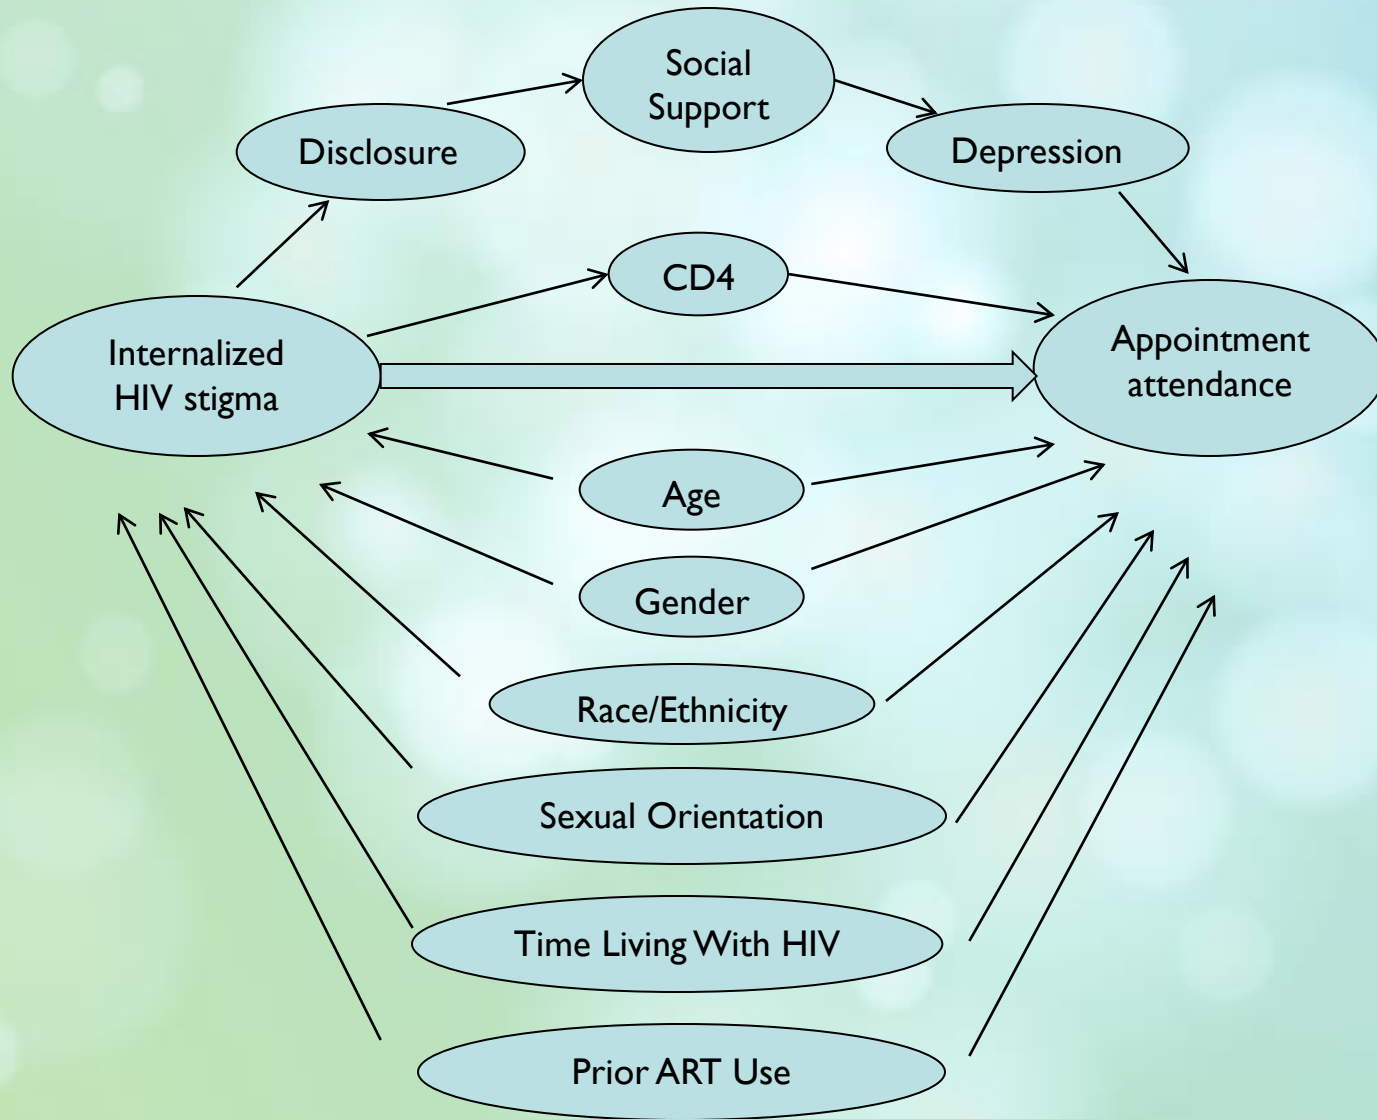 Social
Support
Disclosure
Depression
CD4
Internalized
HIV stigma
Appointment
attendance
Age
Gender
Race/Ethnicity
Sexual Orientation
Time Living With HIV
Prior ART Use